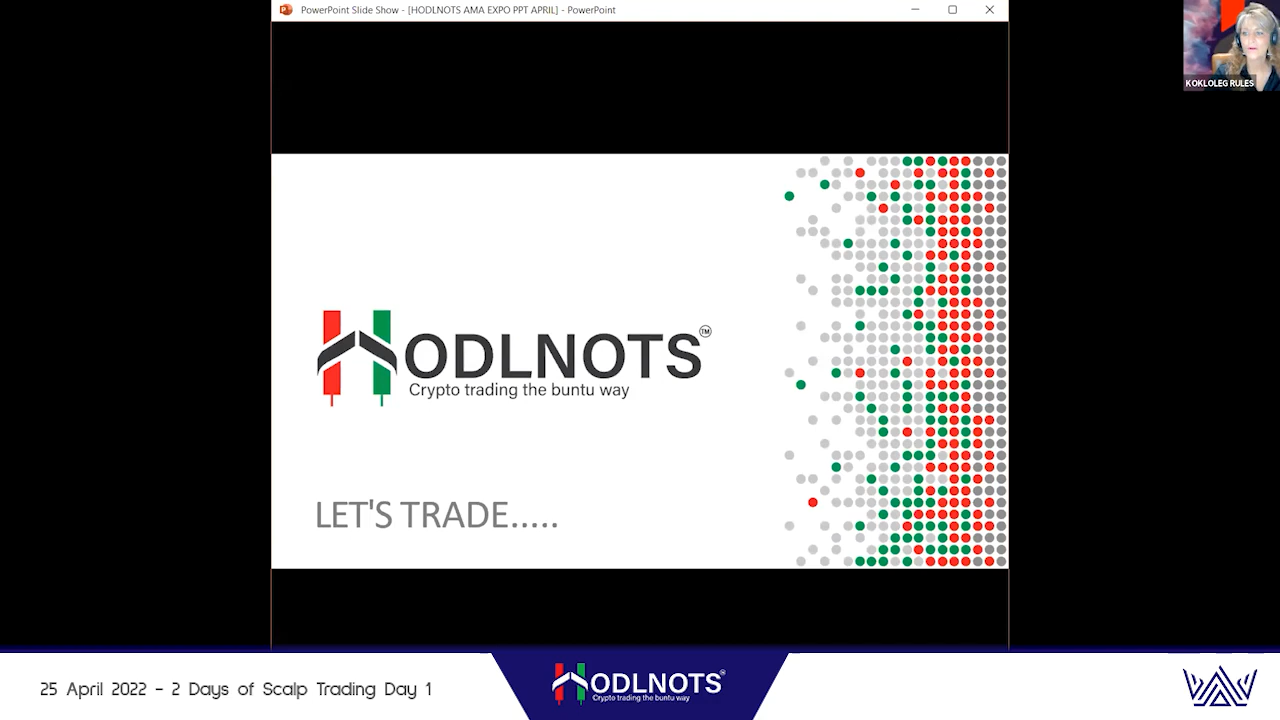 PowerPoint Slide Show - [HODLNOTS AMA EXPO PPT APRIL] - PowerPoint
KOKLOLEG RULES
HODLNOTS™
Crypto trading the buntu way
LET'S TRADE.....
25 April 2022 - 2 Days of Scalp Trading Day 1
HODLNOTS
Crypto trading the buntu way